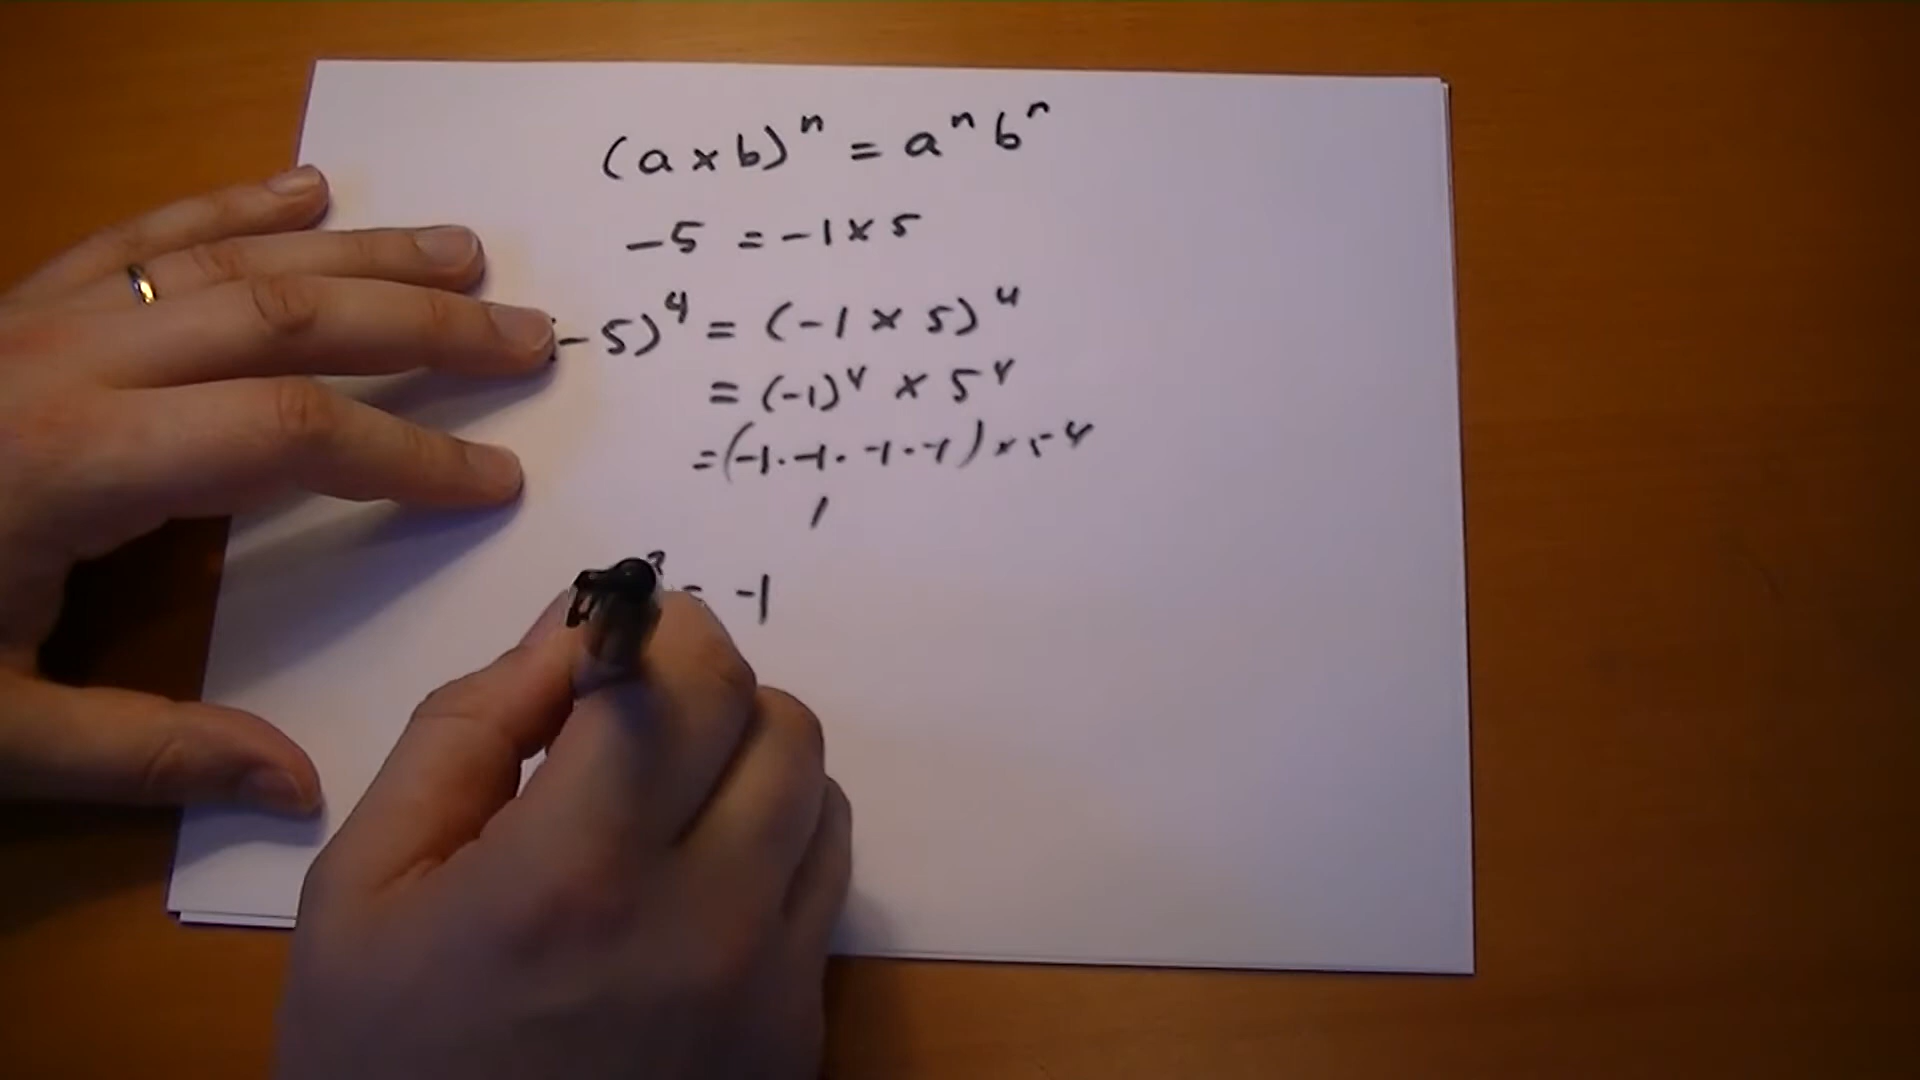 (a × b)ⁿ = aⁿ bⁿ
-5 = -1 × 5
-5)⁴ = (-1 × 5)⁴
= (-1)⁴ × 5⁴
= (-1 · -1 · -1 · -1) × 5⁴
1
= -1